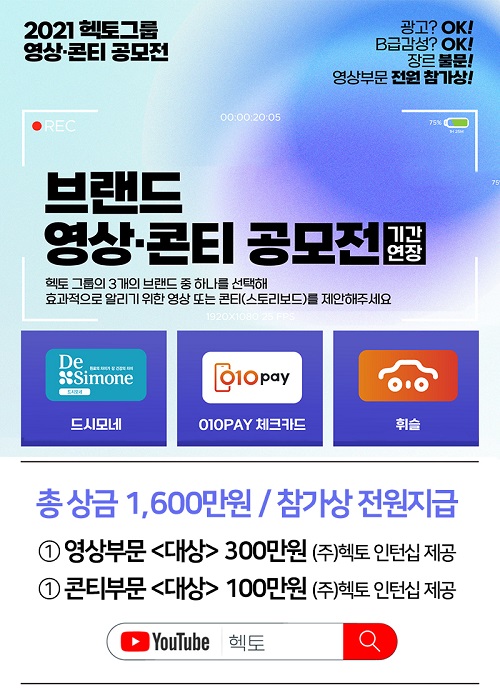 2021 헥토그룹
영상·콘티 공모전
광고? OK!
B급감성? OK!
장르 불문!
영상부문 전원 참가상!
REC
00:00:20:05
75%
75%
브랜드
영상·콘티 공모전 기간 연장
헥토 그룹의 3개의 브랜드 중 하나를 선택해
효과적으로 알리기 위한 영상 또는 콘티(스토리보드)를 제안해주세요
1920X1080 25 FPS
De Simone
드시모네
드시모네
010 pay
010PAY 체크카드
휘슬
총 상금 1,600만원 / 참가상 전원지급
① 영상부문 <대상> 300만원 (주)헥토 인턴십 제공
① 콘티부문 <대상> 100만원 (주)헥토 인턴십 제공
YouTube 헥토